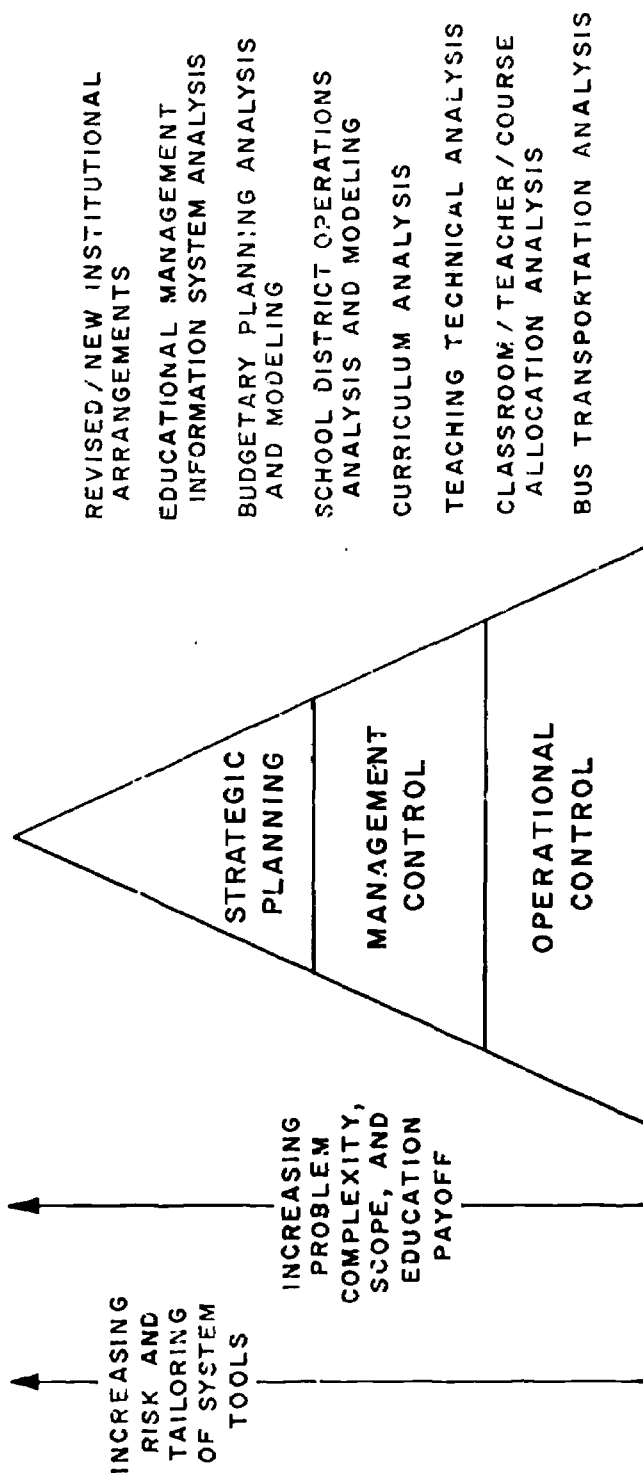 INCREASING
RISK AND
TAILORING
OF SYSTEM
TOOLS
INCREASING
PROBLEM
COMPLEXITY,
SCOPE, AND
EDUCATION
PAYOFF
STRATEGIC
PLANNING
MANAGEMENT
CONTROL
OPERATIONAL
CONTROL
REVISED/NEW INSTITUTIONAL
ARRANGEMENTS
EDUCATIONAL MANAGEMENT
INFORMATION SYSTEM ANALYSIS
BUDGETARY PLANNING ANALYSIS
AND MODELING
SCHOOL DISTRICT OPERATIONS
ANALYSIS AND MODELING
CURRICULUM ANALYSIS
TEACHING TECHNICAL ANALYSIS
CLASSROOM/TEACHER/COURSE
ALLOCATION ANALYSIS
BUS TRANSPORTATION ANALYSIS